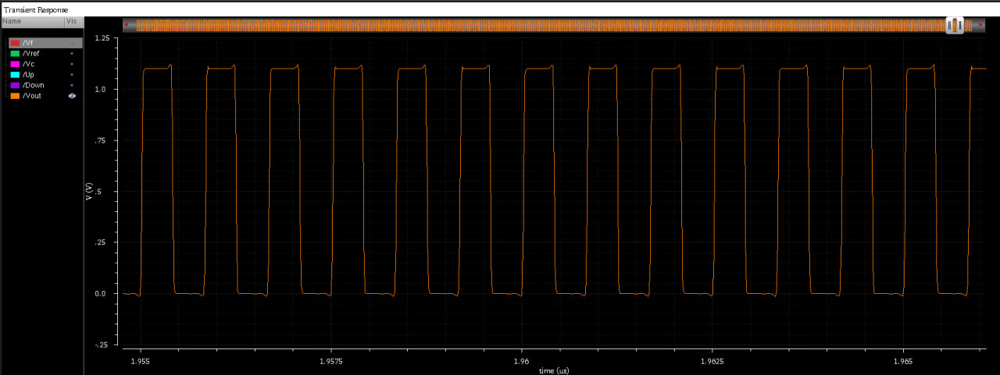 Transient Response
Name Vis
/Vf
/Vref
/Vc
/Up
/Down
/Vout
1.25
1.0
.75
.5
.25
0.0
-.25
V (V)
1.955 1.9575 1.96 1.9625 1.965
time (us)